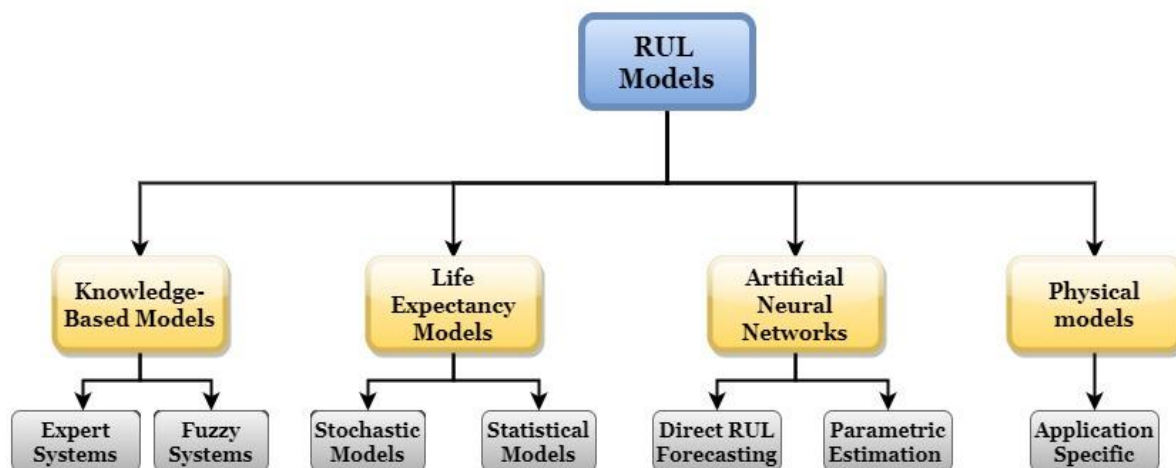 RUL
Models
Knowledge-
Based Models
Life
Expectancy
Models
Artificial
Neural
Networks
Physical
models
Expert
Systems
Fuzzy
Systems
Stochastic
Models
Statistical
Models
Direct RUL
Forecasting
Parametric
Estimation
Application
Specific